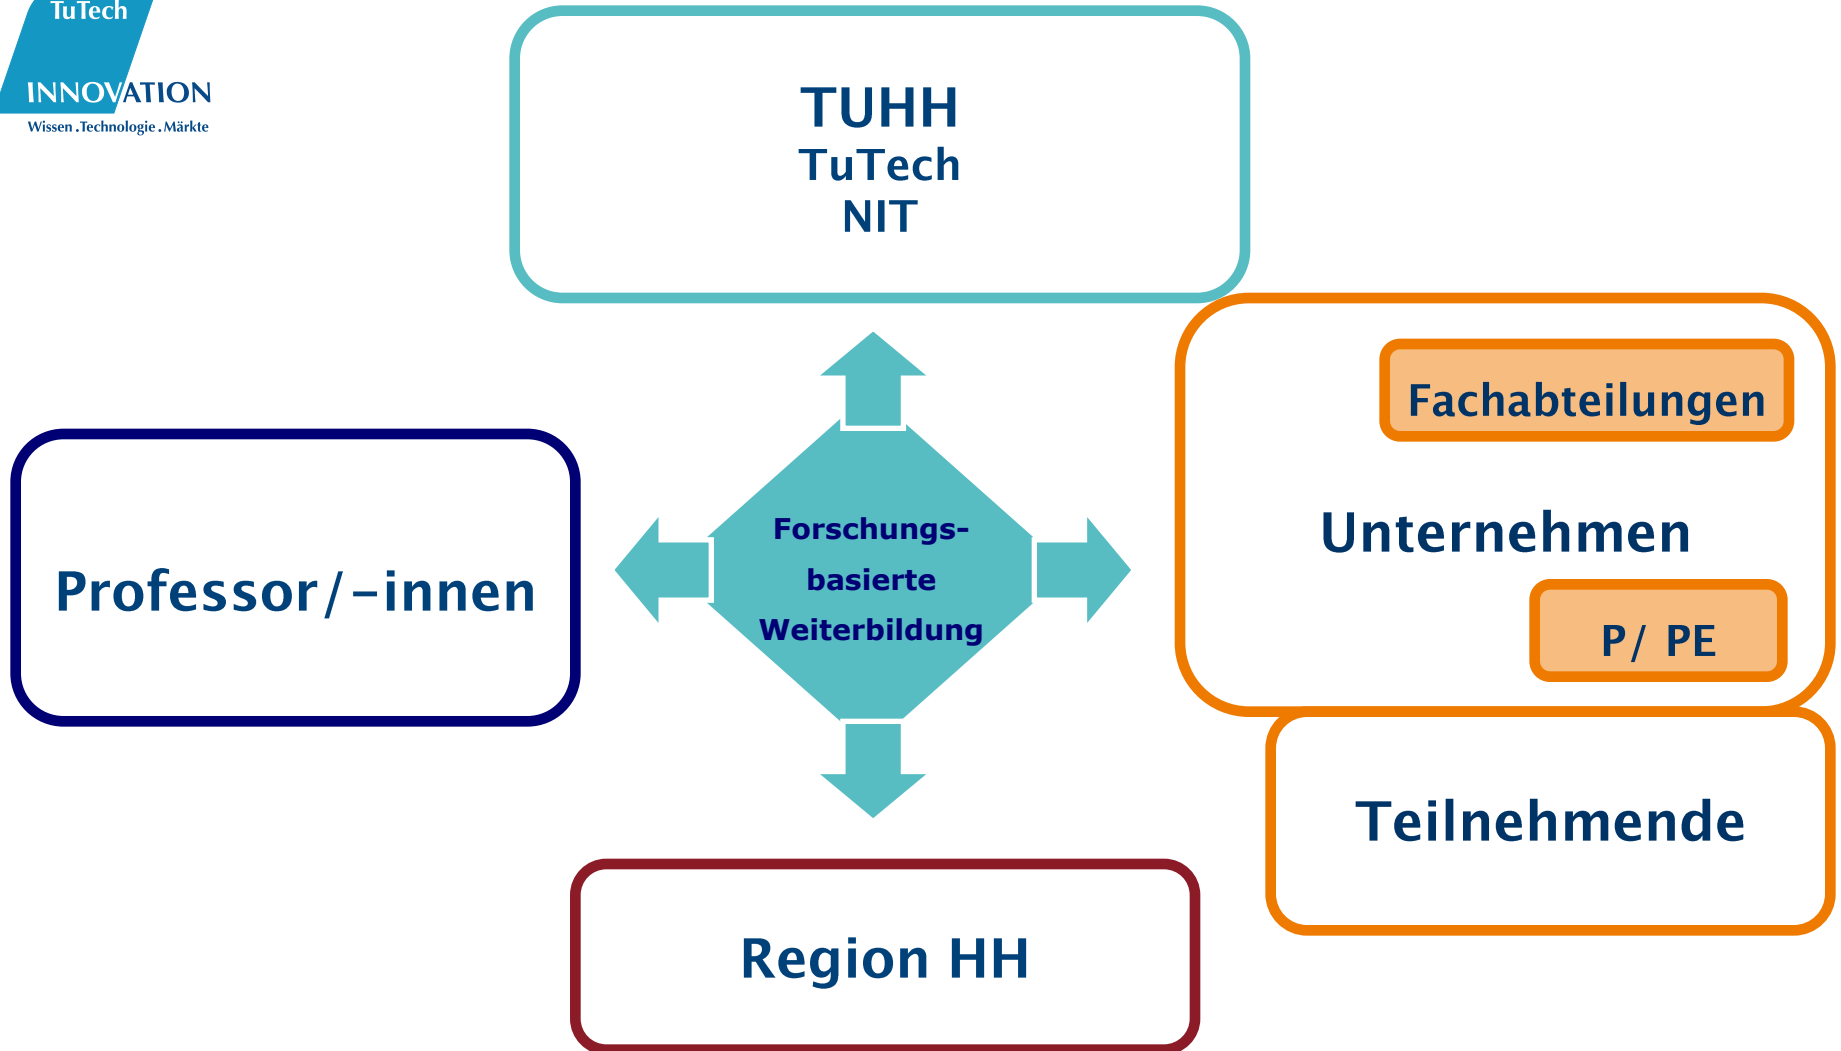 TuTech
INNOVATION
Wissen.Technologie.Märkte
TUHH
TuTech
NIT
Fachabteilungen
Unternehmen
P/ PE
Professor/-innen
Forschungs-
basierte
Weiterbildung
Teilnehmende
Region HH